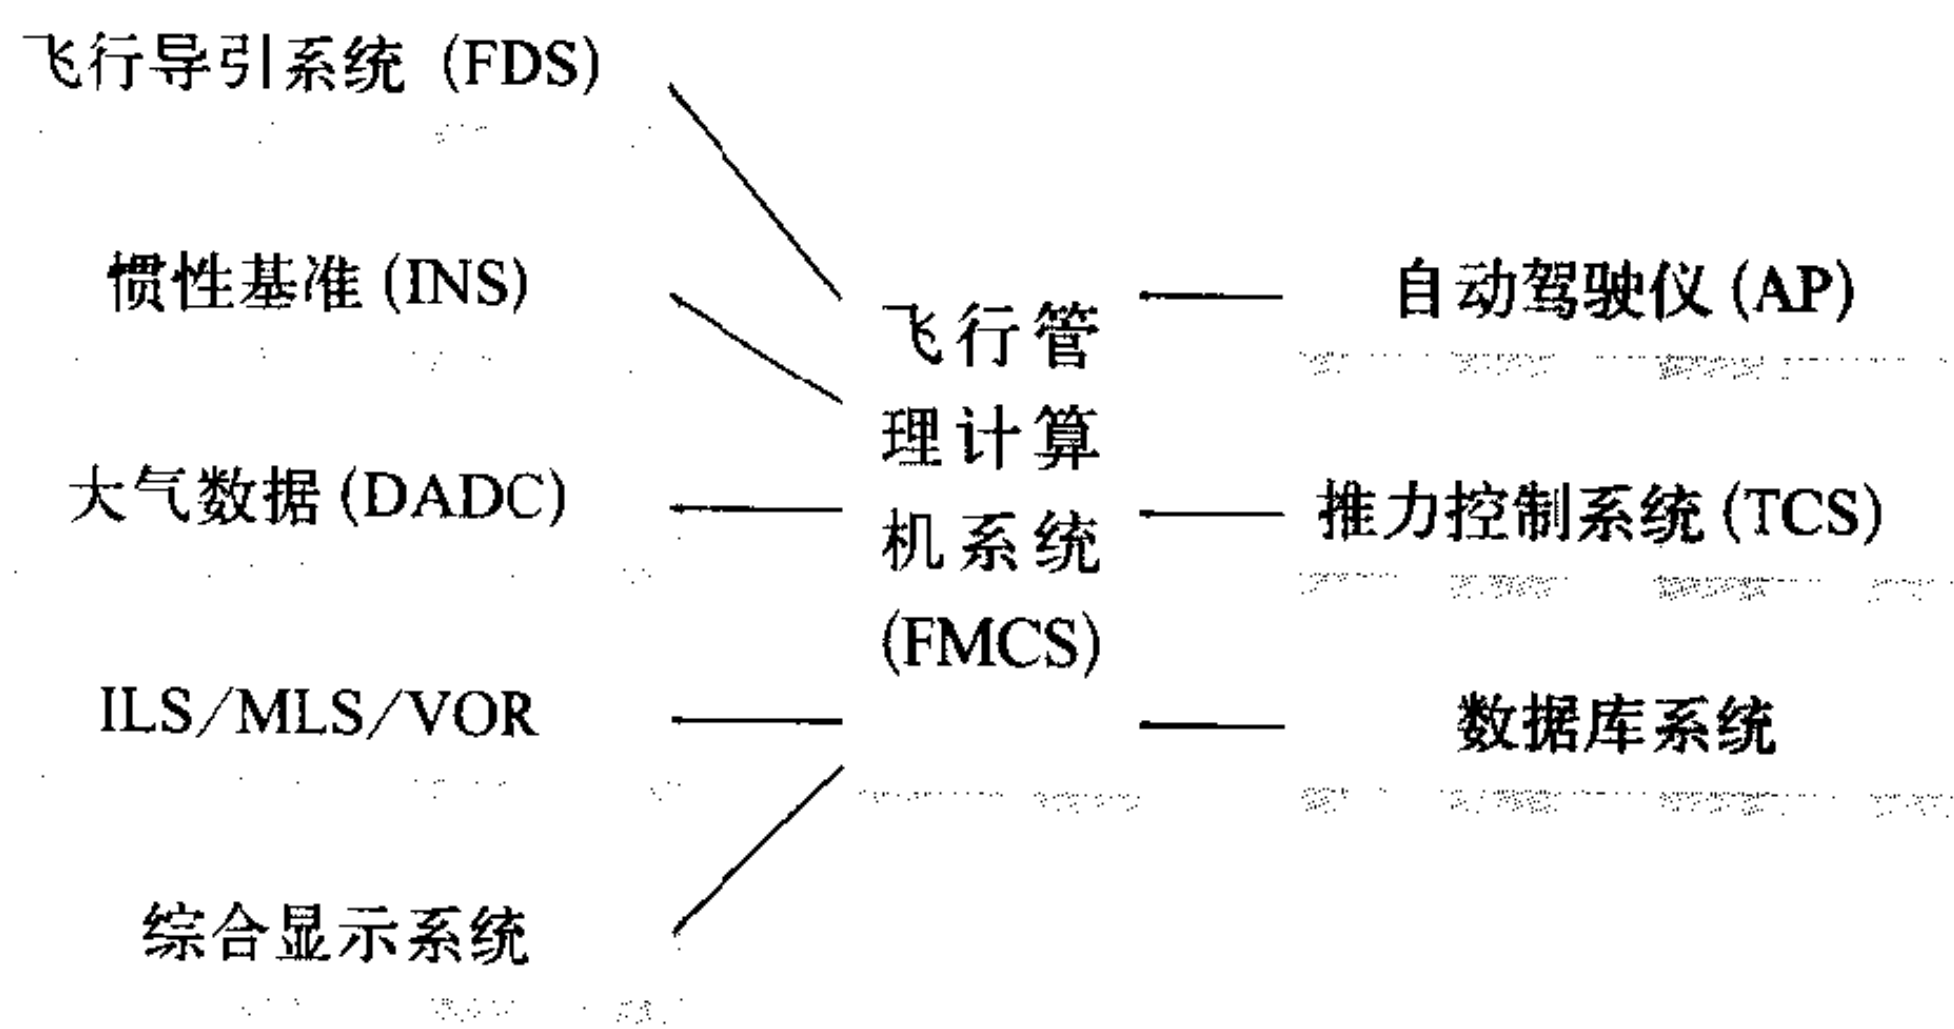 飞行导引系统 (FDS)
惯性基准 (INS)
大气数据 (DADC)
ILS/MLS/VOR
综合显示系统
飞行管
理计算
机系统
(FMCS)
自动驾驶仪 (AP)
推力控制系统 (TCS)
数据库系统